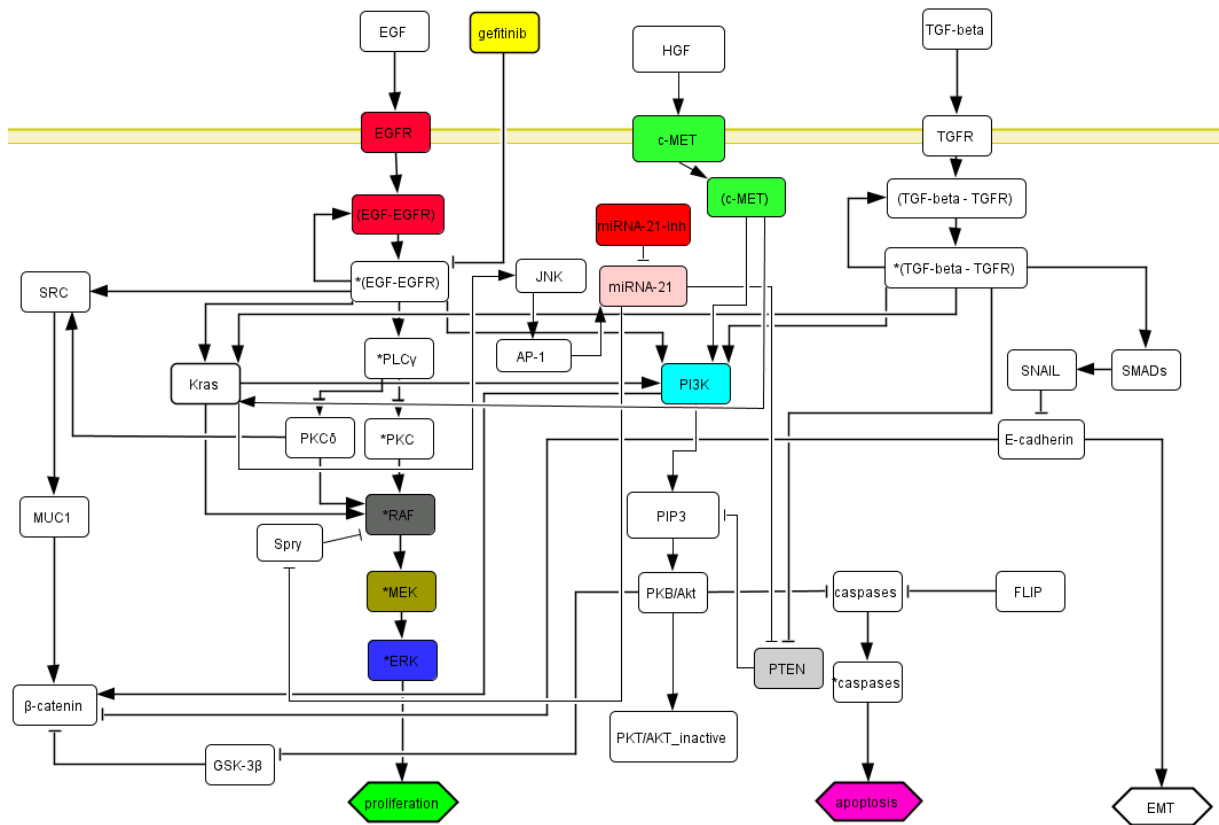 EGF
gefitinib
HGF
TGF-beta
EGFR
c-MET
TGFR
(EGF-EGFR)
(c-MET)
(TGF-beta - TGFR)
miRNA-21-Inh
*(EGF-EGFR)
JNK
*(TGF-beta - TGFR)
SRC
miRNA-21
*PLCγ
AP-1
Kras
PI3K
SNAIL
SMADs
PKCδ
*PKC
E-cadherin
MUC1
*RAF
PIP3
Spry
*MEK
PKB/Akt
caspases
FLIP
*ERK
PTEN
*caspases
β-catenin
PKT/AKT_inactive
GSK-3β
proliferation
apoptosis
EMT